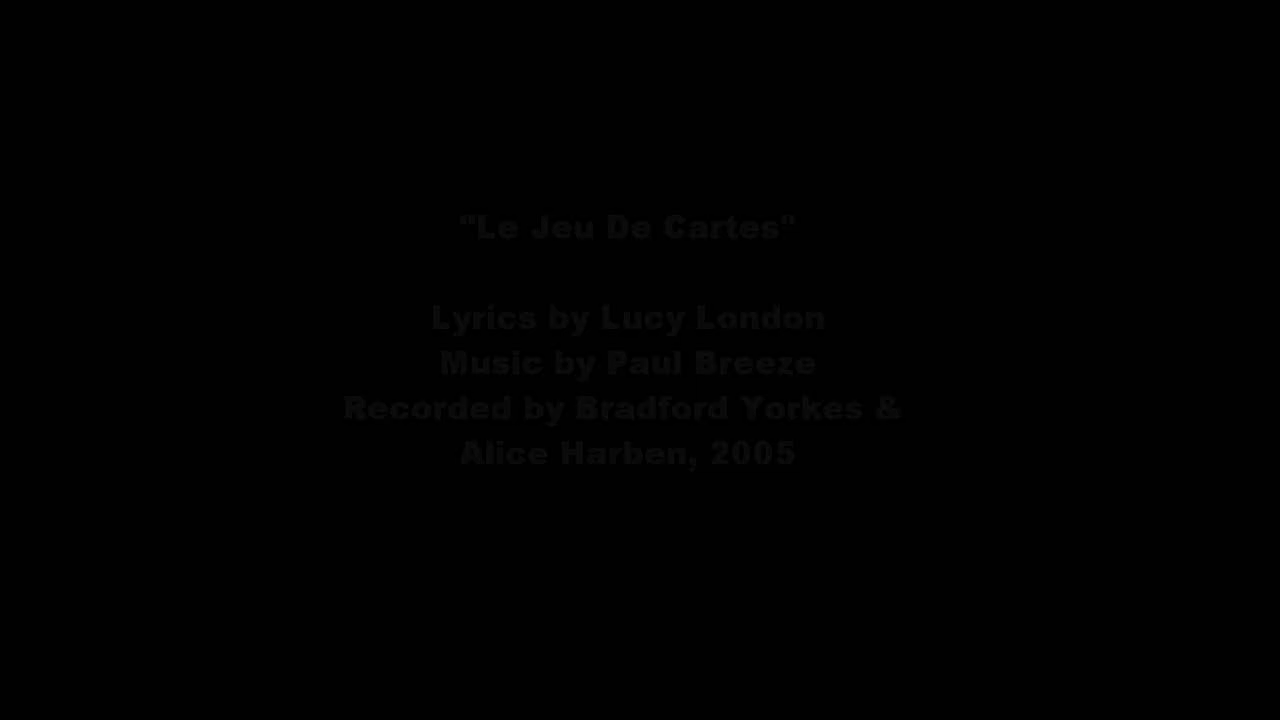 "Le Jeu De Cartes"
Lyrics by Lucy London
Music by Paul Breeze
Recorded by Bradford Yorkes &
Alice Harben, 2005